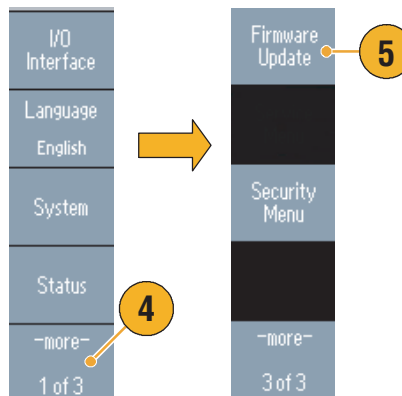 I/O
Interface
Language
English
System
Status
-more-
1 of 3
4
Firmware
Update
5
Security
Menu
-more-
3 of 3